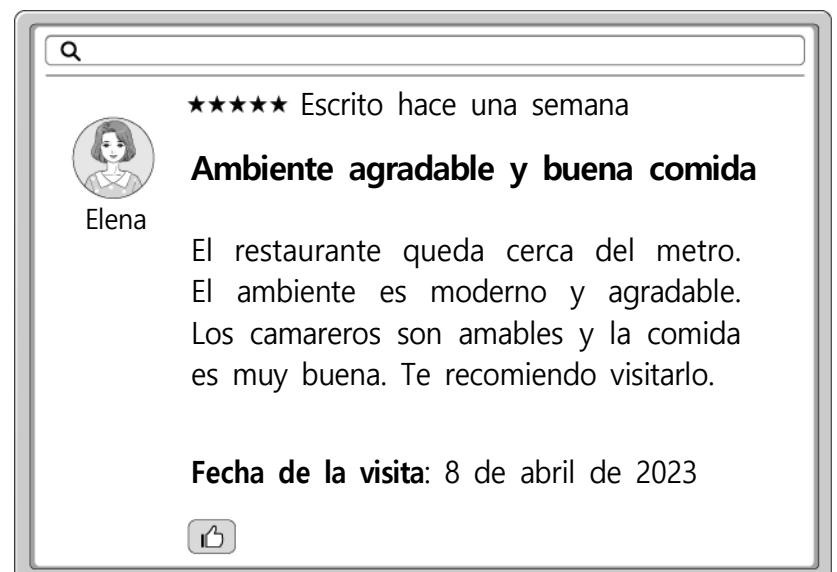 ★★★★★ Escrito hace una semana
Ambiente agradable y buena comida
Elena
El restaurante queda cerca del metro.
El ambiente es moderno y agradable.
Los camareros son amables y la comida
es muy buena. Te recomiendo visitarlo.
Fecha de la visita: 8 de abril de 2023